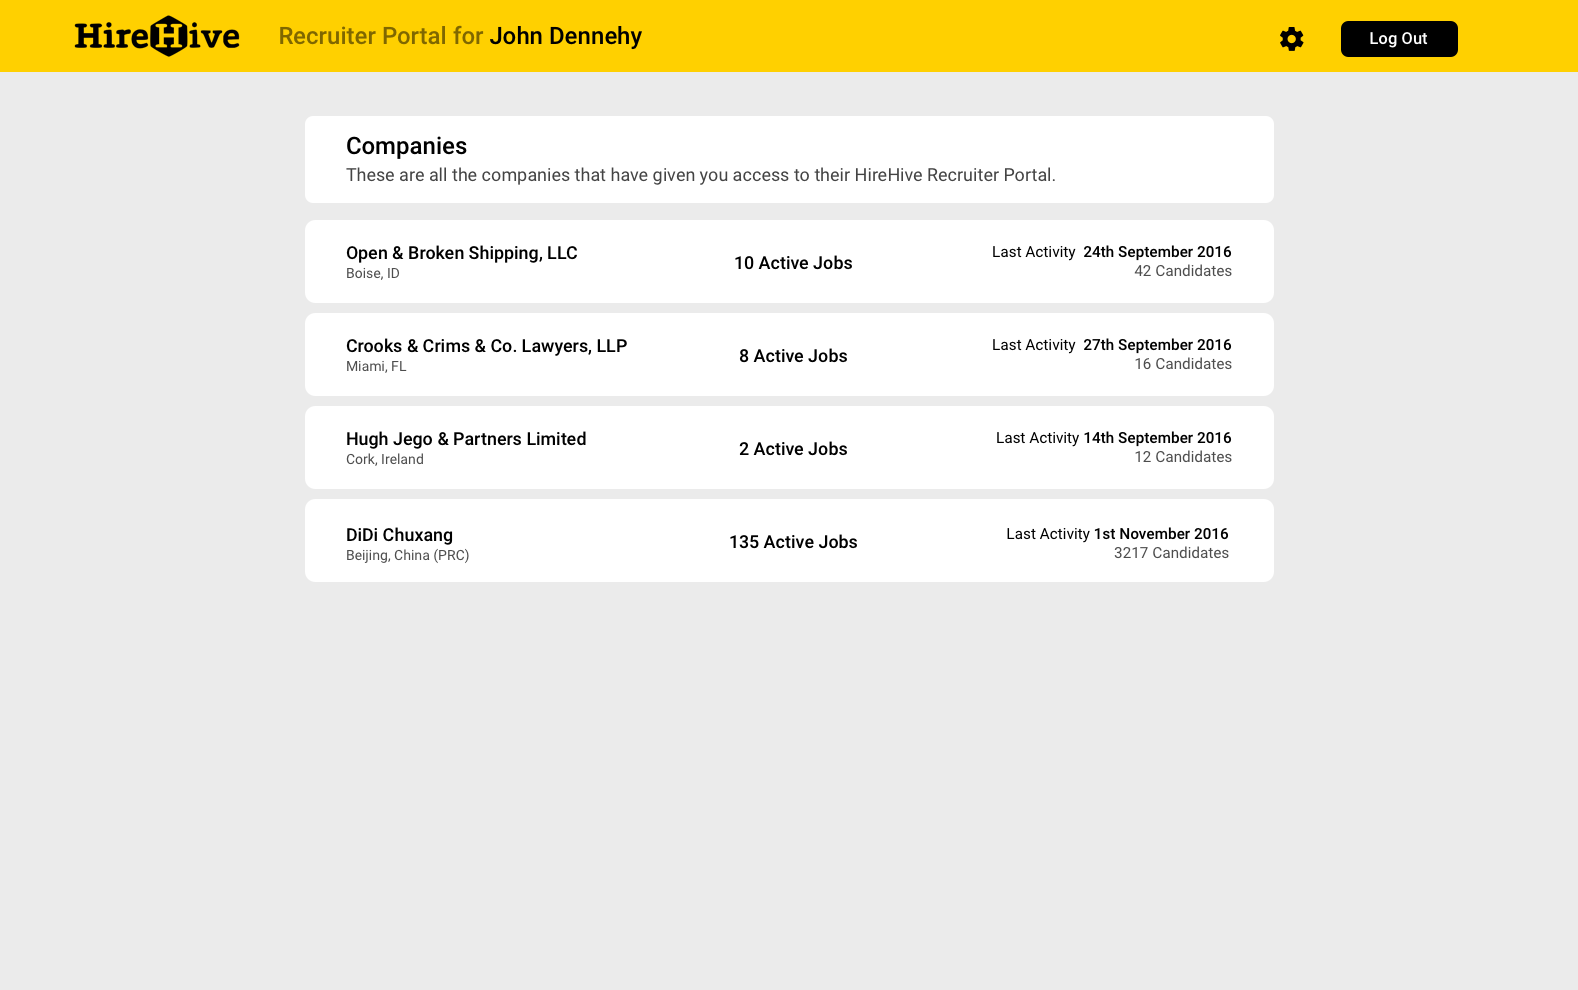 HireHive
Recruiter Portal for John Dennehy
Log Out
Companies
These are all the companies that have given you access to their HireHive Recruiter Portal.
Open & Broken Shipping, LLC
Boise, ID
10 Active Jobs
Last Activity 24th September 2016
42 Candidates
Crooks & Crims & Co. Lawyers, LLP
Miami, FL
8 Active Jobs
Last Activity 27th September 2016
16 Candidates
Hugh Jego & Partners Limited
Cork, Ireland
2 Active Jobs
Last Activity 14th September 2016
12 Candidates
DiDi Chuxang
Beijing, China (PRC)
135 Active Jobs
Last Activity 1st November 2016
3217 Candidates